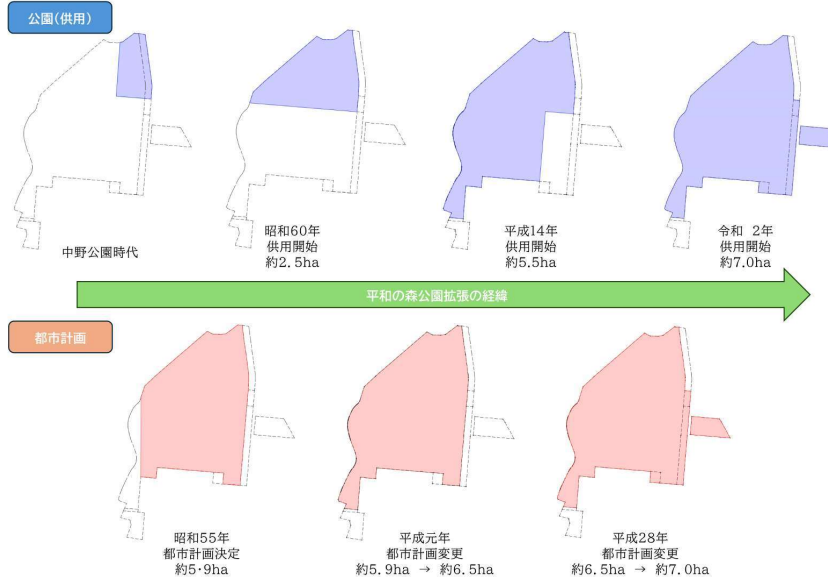 公園(供用)
中野公園時代
昭和60年
供用開始
約2.5ha
平成14年
供用開始
約5.5ha
令和 2年
供用開始
約7.0ha
平和の森公園拡張の経緯
都市計画
昭和55年
都市計画決定
約5・9ha
平成元年
都市計画変更
約5.9ha → 約6.5ha
平成28年
都市計画変更
約6.5ha → 約7.0ha